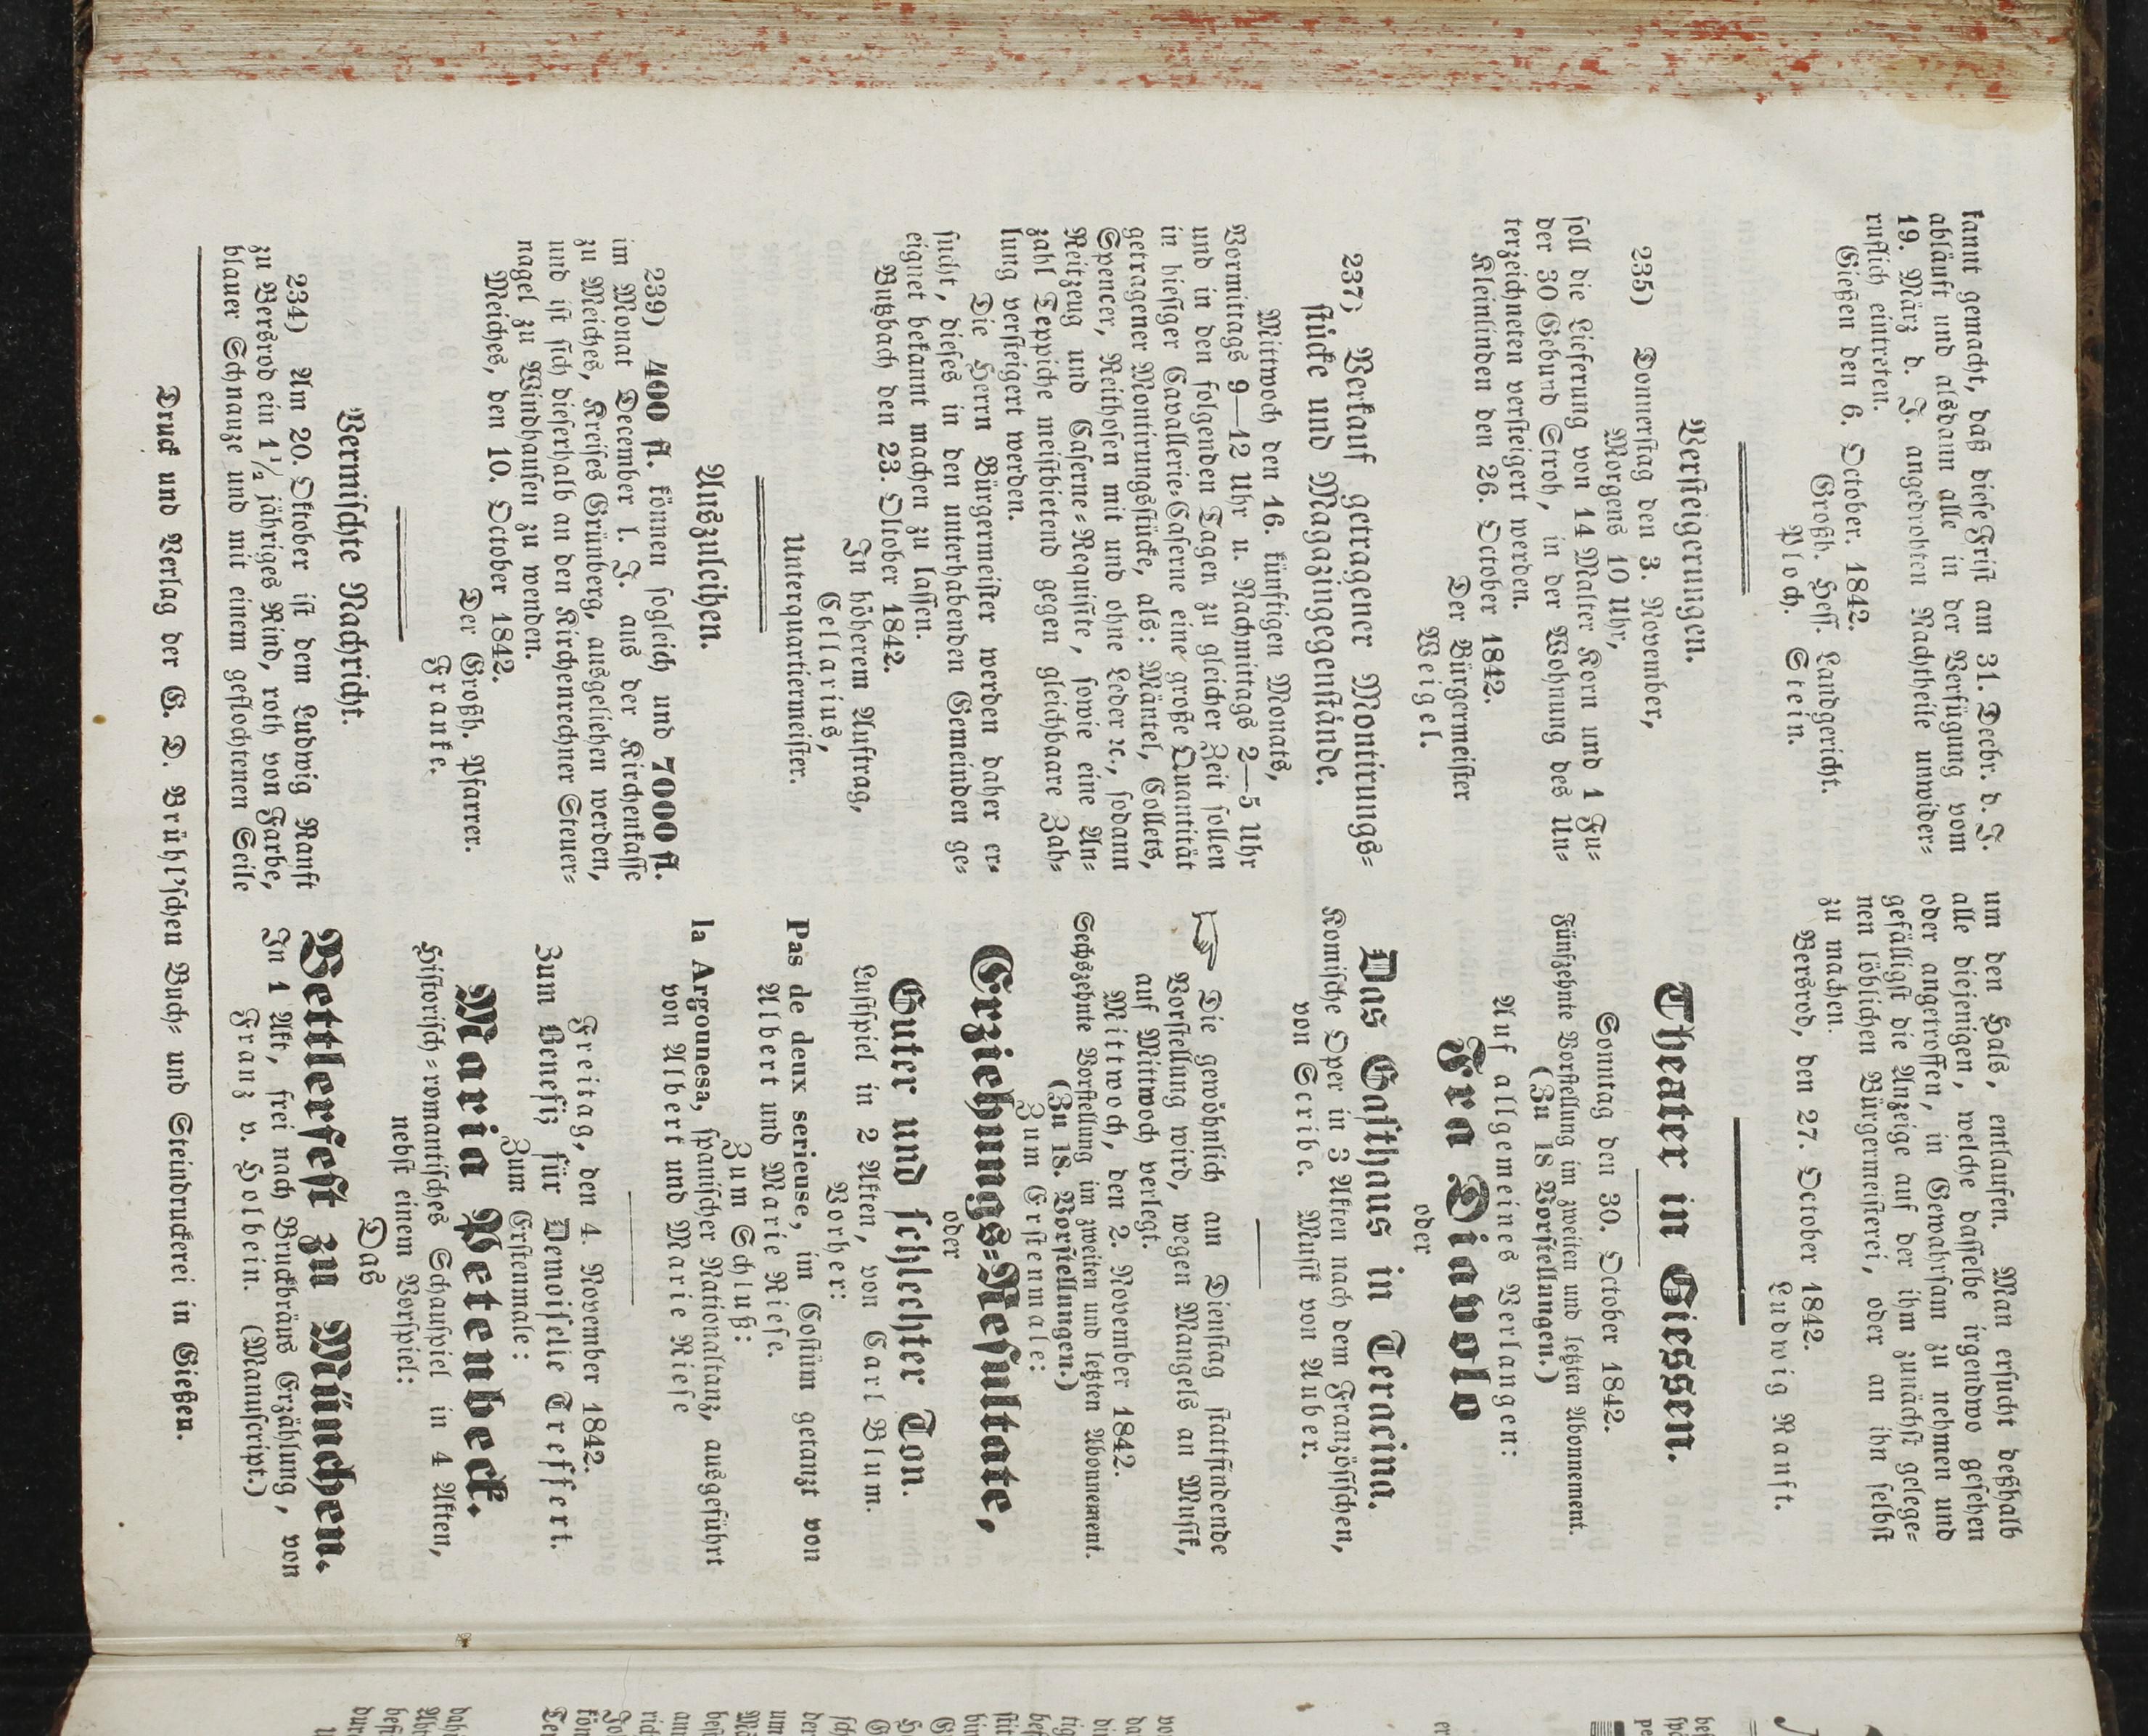 kannt gemacht, daß diese Frist am 31. Decbr. d. J.
abläuft und alsdann alle in der Verfügung vom
19. März d. J. angedrohten Nachtheile unwider-
ruflich eintreten.
Gießen den 6. October. 1842.
Großh. Hess. Landgericht.
Ploch. Stein.
Versteigerungen.
235) Donnerstag den 3. November,
Morgens 10 Uhr,
soll die Lieferung von 14 Malter Korn und 1 Fu-
der 30 Gebund Stroh, in der Wohnung des Un-
terzeichneten versteigert werden.
Kleinlinden den 26. October 1842.
Der Bürgermeister
Weigel.
237) Verkauf getragener Montirungs-
stücke und Magazingegenstände.
Mittwoch den 16. künftigen Monats,
Vormittags 9—12 Uhr u. Nachmittags 2—5 Uhr
und in den folgenden Tagen zu gleicher Zeit sollen
in hiesiger Cavallerie-Caserne eine große Quantität
getragener Montirungsstücke, als: Mäntel, Collets,
Spencer, Reithosen mit und ohne Leder ꝛc., sodann
Reitzeug und Caserne-Requisite, sowie eine An-
zahl Teppiche meistbietend gegen gleichbaare Zah-
lung versteigert werden.
Die Herrn Bürgermeister werden daher er-
sucht, dieses in den unterhabenden Gemeinden ge-
eignet bekannt machen zu lassen.
Butzbach den 23. Oktober 1842.
In höherem Auftrag,
Cellarius,
Unterquartiermeister.
Auszuleihen.
239) 400 fl. können sogleich und 7000 fl.
im Monat December l. J. aus der Kirchenkasse
zu Meiches, Kreises Grünberg, ausgeliehen werden,
und ist sich dieserhalb an den Kirchenrechner Steuer-
nagel zu Windhausen zu wenden.
Meiches, den 10. October 1842.
Der Großh. Pfarrer.
Franke.
Vermischte Nachricht.
234) Am 20. Oktober ist dem Ludwig Ranft
zu Bersrod ein 1½ jähriges Rind, roth von Farbe,
blauer Schnauze und mit einem geflochtenen Seile
um den Hals, entlaufen. Man ersucht deßhalb
alle diejenigen, welche dasselbe irgendwo gesehen
oder angetroffen, in Gewahrsam zu nehmen und
gefälligst die Anzeige auf der ihm zunächst gelege-
nen löblichen Bürgermeisterei, oder an ihn selbst
zu machen.
Bersrod, den 27. October 1842.
Ludwig Ranft.
Theater in Giessen.
Sonntag den 30. October 1842.
Fünfzehnte Vorstellung im zweiten und letzten Abonnement.
(Zu 18 Vorstellungen.)
Auf allgemeines Verlangen:
Fra Diavolo
oder
Das Gasthaus in Teracina.
Komische Oper in 3 Akten nach dem Französischen,
von Scribe. Musik von Auber.
☞ Die gewöhnlich am Dienstag stattfindende
Vorstellung wird, wegen Mangels an Musik,
auf Mittwoch verlegt.
Mittwoch, den 2. November 1842.
Sechszehnte Vorstellung im zweiten und letzten Abonnement.
(Zu 18. Vorstellungen.)
Zum Erstenmale:
Erziehungs-Resultate,
oder
Guter und schlechter Ton.
Lustspiel in 2 Akten, von Carl Blum.
Vorher:
Pas de deux serieuse, im Costüm getanzt von
Albert und Marie Riese.
Zum Schluß:
la Argounesa, spanischer Nationaltanz, ausgeführt
von Albert und Marie Riese
Freitag, den 4. November 1842.
Zum Benefiz für Demoiselle Treffert.
Zum Erstenmale:
Maria Petenbeck.
Historisch-romantisches Schauspiel in 4 Akten,
nebst einem Vorspiel:
Das
Bettlerfest zu München.
In 1 Akt, frei nach Bruckbräus Erzählung, von
Franz v. Holbein. (Manuscript.)
Druck und Verlag der G. D. Brühl'schen Buch- und Steindruckerei in Gießen.